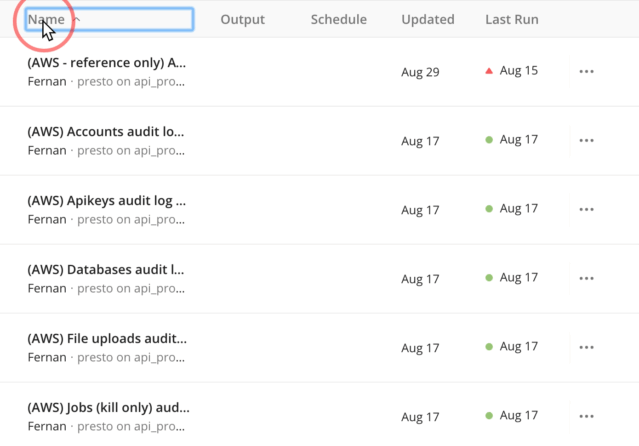 Name Output Schedule Updated Last Run
(AWS - reference only) A...
Aug 29 Aug 15
Fernan · presto on api_pro...
(AWS) Accounts audit lo...
Aug 17 Aug 17
Fernan · presto on api_pro...
(AWS) Apikeys audit log ...
Aug 17 Aug 17
Fernan · presto on api_pro...
(AWS) Databases audit l...
Aug 17 Aug 17
Fernan · presto on api_pro...
(AWS) File uploads audit...
Aug 17 Aug 17
Fernan · presto on api_pro...
(AWS) Jobs (kill only) aud...
Aug 17 Aug 17
Fernan · presto on api_pro...